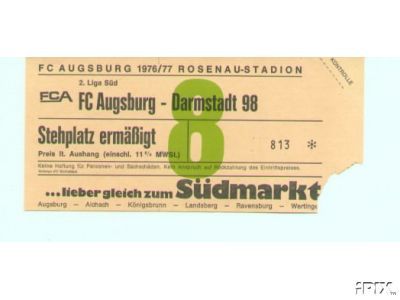 FC AUGSBURG 1976/77 ROSENAU-STADION
KONTROLLE
2. Liga Süd
FCA FC Augsburg - Darmstadt 98
8
Stehplatz ermäßigt
Preis lt. Aushang (einschl. 11 % MWSt.)
813 *
Keine Haftung für Personen- und Sachschäden. Kein Anspruch auf Rückzahlung des Eintrittspreises.
...lieber gleich zum Südmarkt
Augsburg - Aichach - Königsbrunn - Landsberg - Ravensburg - Wertinge